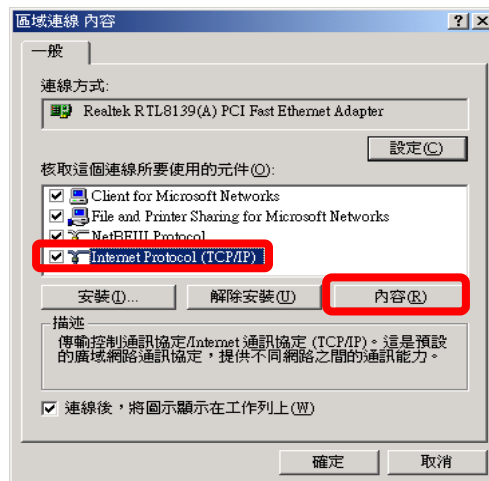 區域連線 內容
一般
連線方式:
Realtek RTL8139(A) PCI Fast Ethernet Adapter
設定(C)
核取這個連線所要使用的元件(O):
Client for Microsoft Networks
File and Printer Sharing for Microsoft Networks
NetBEUI Protocol
Internet Protocol (TCP/IP)
安裝(I)... 解除安裝(U) 內容(R)
描述
傳輸控制通訊協定/Internet 通訊協定 (TCP/IP)。這是預設
的廣域網路通訊協定，提供不同網路之間的通訊能力。
連線後，將圖示顯示在工作列上(W)
確定 取消